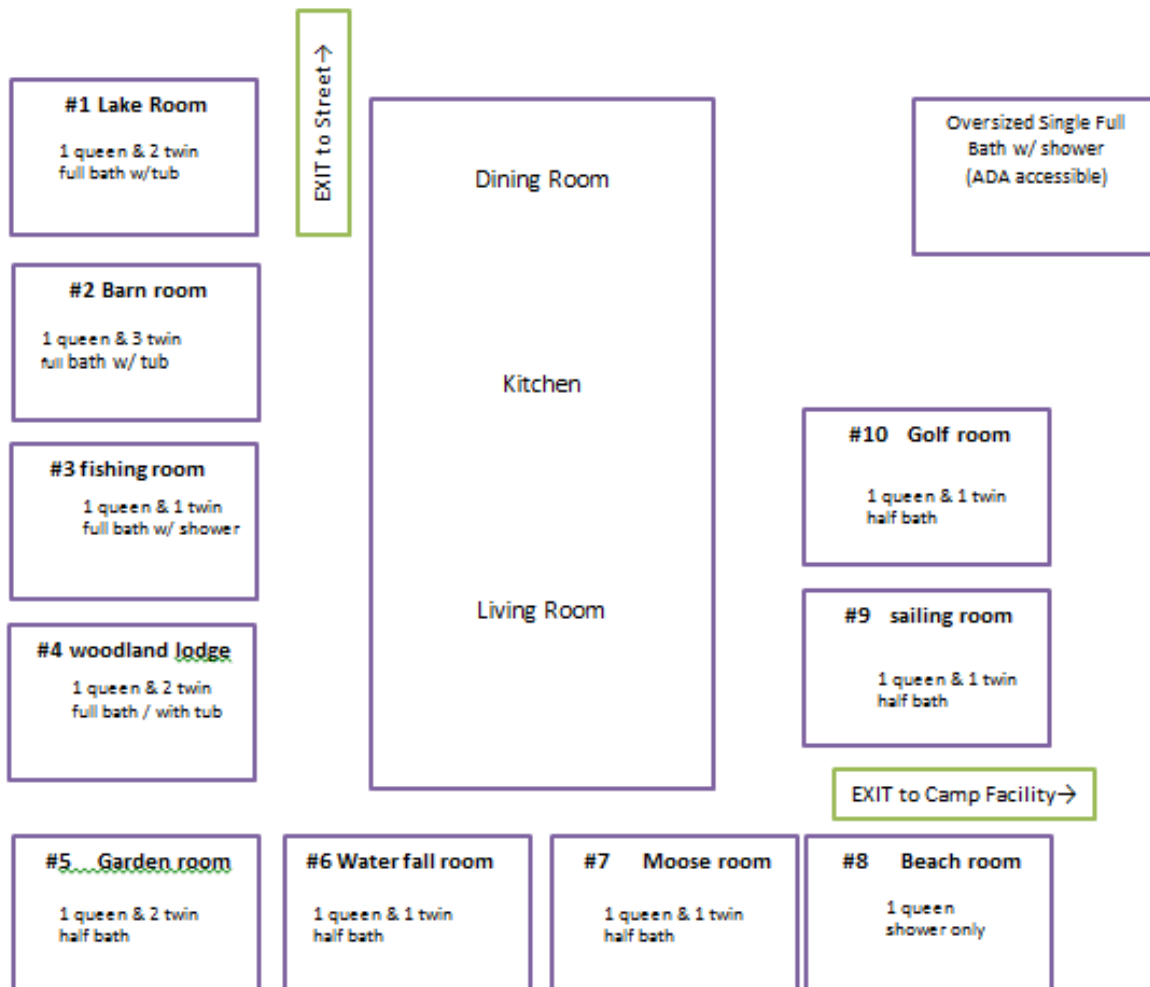 EXIT to Street→
#1 Lake Room
1 queen & 2 twin
full bath w/tub
Dining Room
Oversized Single Full
Bath w/ shower
(ADA accessible)
#2 Barn room
1 queen & 3 twin
full bath w/ tub
Kitchen
#3 fishing room
1 queen & 1 twin
full bath w/ shower
#10 Golf room
1 queen & 1 twin
half bath
Living Room
#4 woodland lodge
1 queen & 2 twin
full bath / with tub
#9 sailing room
1 queen & 1 twin
half bath
EXIT to Camp Facility→
#5 Garden room
1 queen & 2 twin
half bath
#6 Water fall room
1 queen & 1 twin
half bath
#7 Moose room
1 queen & 1 twin
half bath
#8 Beach room
1 queen
shower only